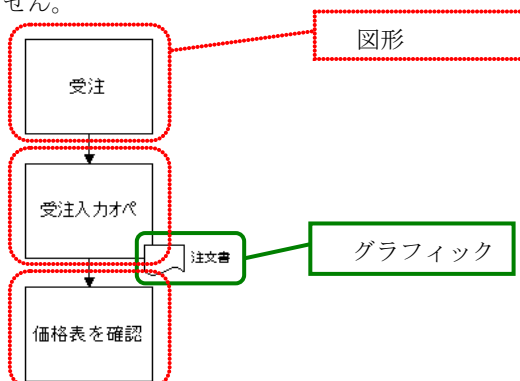 せん。
図形
受注
受注入力オペ
注文書
グラフィック
価格表を確認